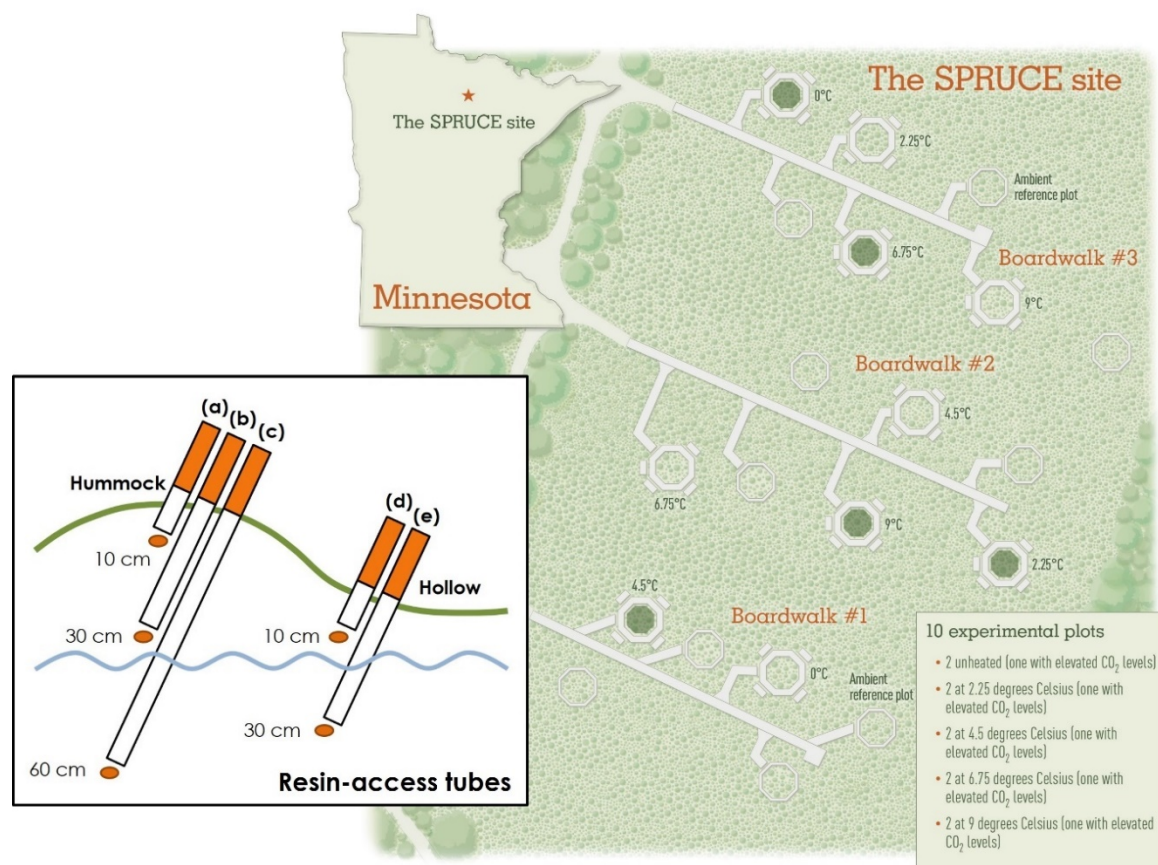 The SPRUCE site
The SPRUCE site
Minnesota
0°C
2.25°C
Ambient
reference plot
6.75°C
Boardwalk #3
9°C
Boardwalk #2
4.5°C
6.75°C
9°C
2.25°C
4.5°C
Boardwalk #1
0°C
Ambient
reference plot
(a)
(b)
(c)
Hummock
10 cm
30 cm
60 cm
(d)
(e)
Hollow
10 cm
30 cm
Resin-access tubes
10 experimental plots
• 2 unheated (one with elevated CO₂ levels)
• 2 at 2.25 degrees Celsius (one with
elevated CO₂ levels)
• 2 at 4.5 degrees Celsius (one with
elevated CO₂ levels)
• 2 at 6.75 degrees Celsius (one with
elevated CO₂ levels)
• 2 at 9 degrees Celsius (one with elevated
CO₂ levels)